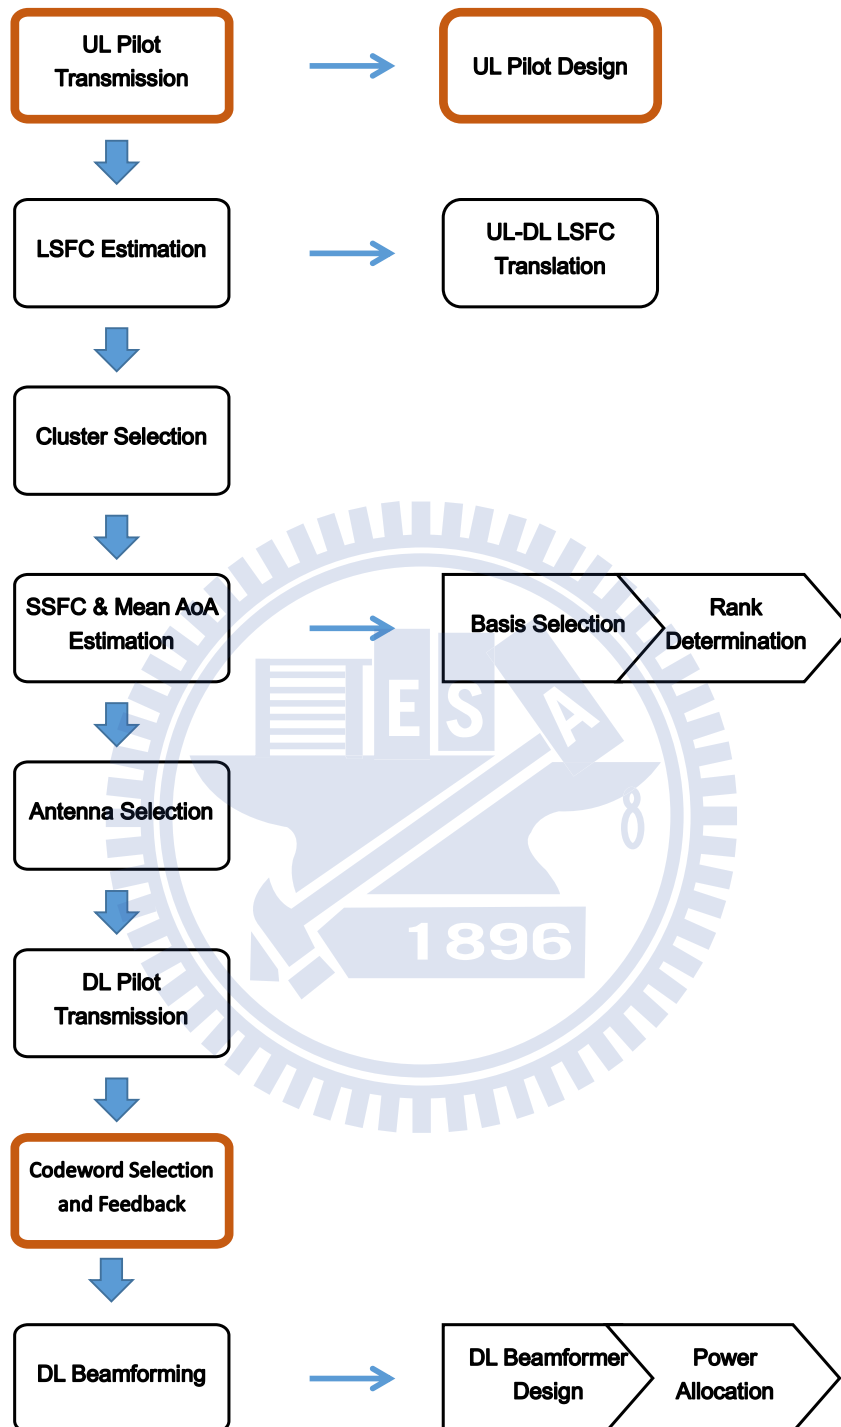 UL Pilot
Transmission
UL Pilot Design
LSFC Estimation
UL-DL LSFC
Translation
Cluster Selection
SSFC & Mean AoA
Estimation
Basis Selection
Rank
Determination
E S A
Antenna Selection
8
1896
DL Pilot
Transmission
Codeword Selection
and Feedback
DL Beamforming
DL Beamformer
Design
Power
Allocation